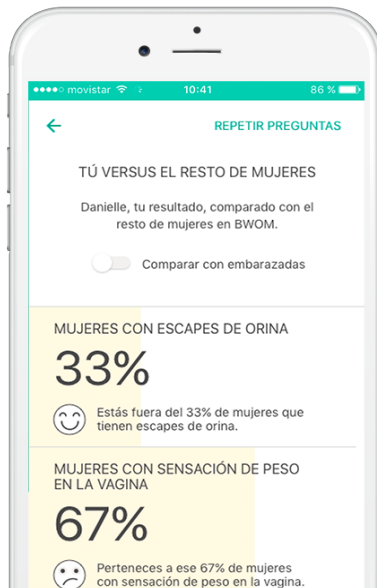 movistar 10:41 86 %
REPETIR PREGUNTAS
TÚ VERSUS EL RESTO DE MUJERES
Danielle, tu resultado, comparado con el
resto de mujeres en BWOM.
Comparar con embarazadas
MUJERES CON ESCAPES DE ORINA
33%
Estás fuera del 33% de mujeres que
tienen escapes de orina.
MUJERES CON SENSACIÓN DE PESO
EN LA VAGINA
67%
Perteneces a ese 67% de mujeres
con sensación de peso en la vagina.